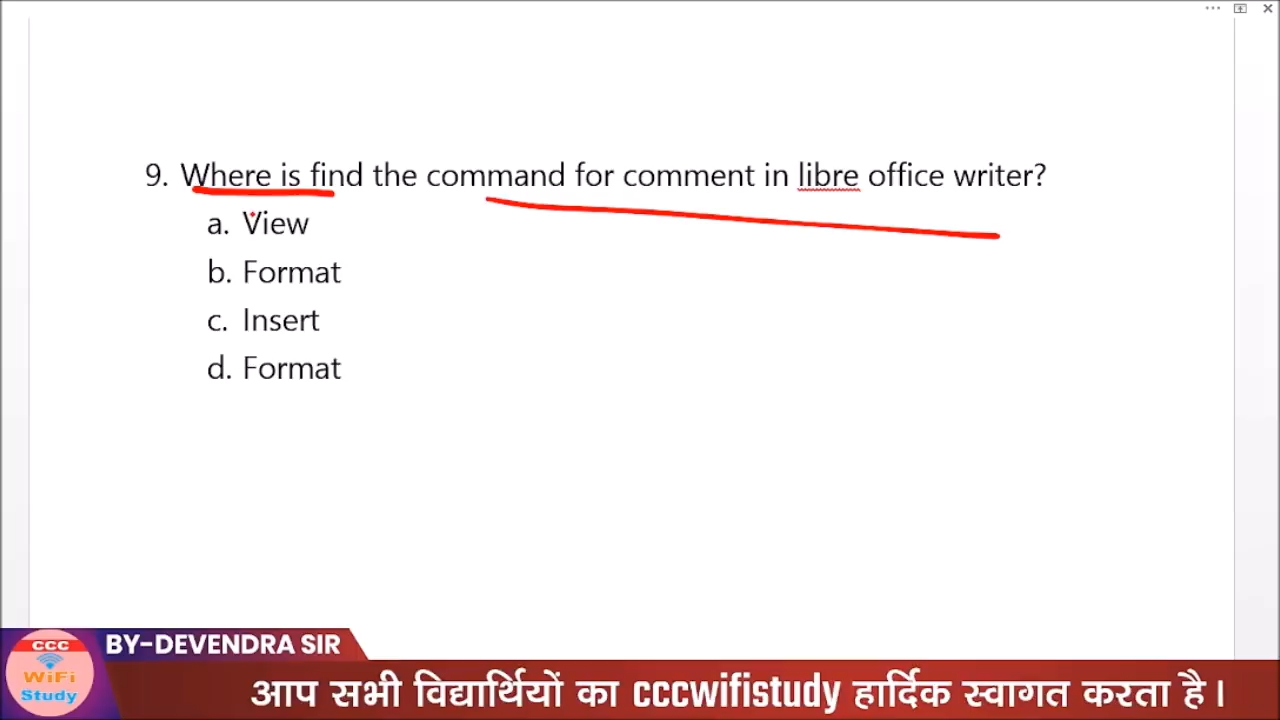 9. Where is find the command for comment in libre office writer?
a. View
b. Format
c. Insert
d. Format
CCC
WiFi
Study
BY-DEVENDRA SIR
आप सभी विद्यार्थियों का cccwifistudy हार्दिक स्वागत करता है।